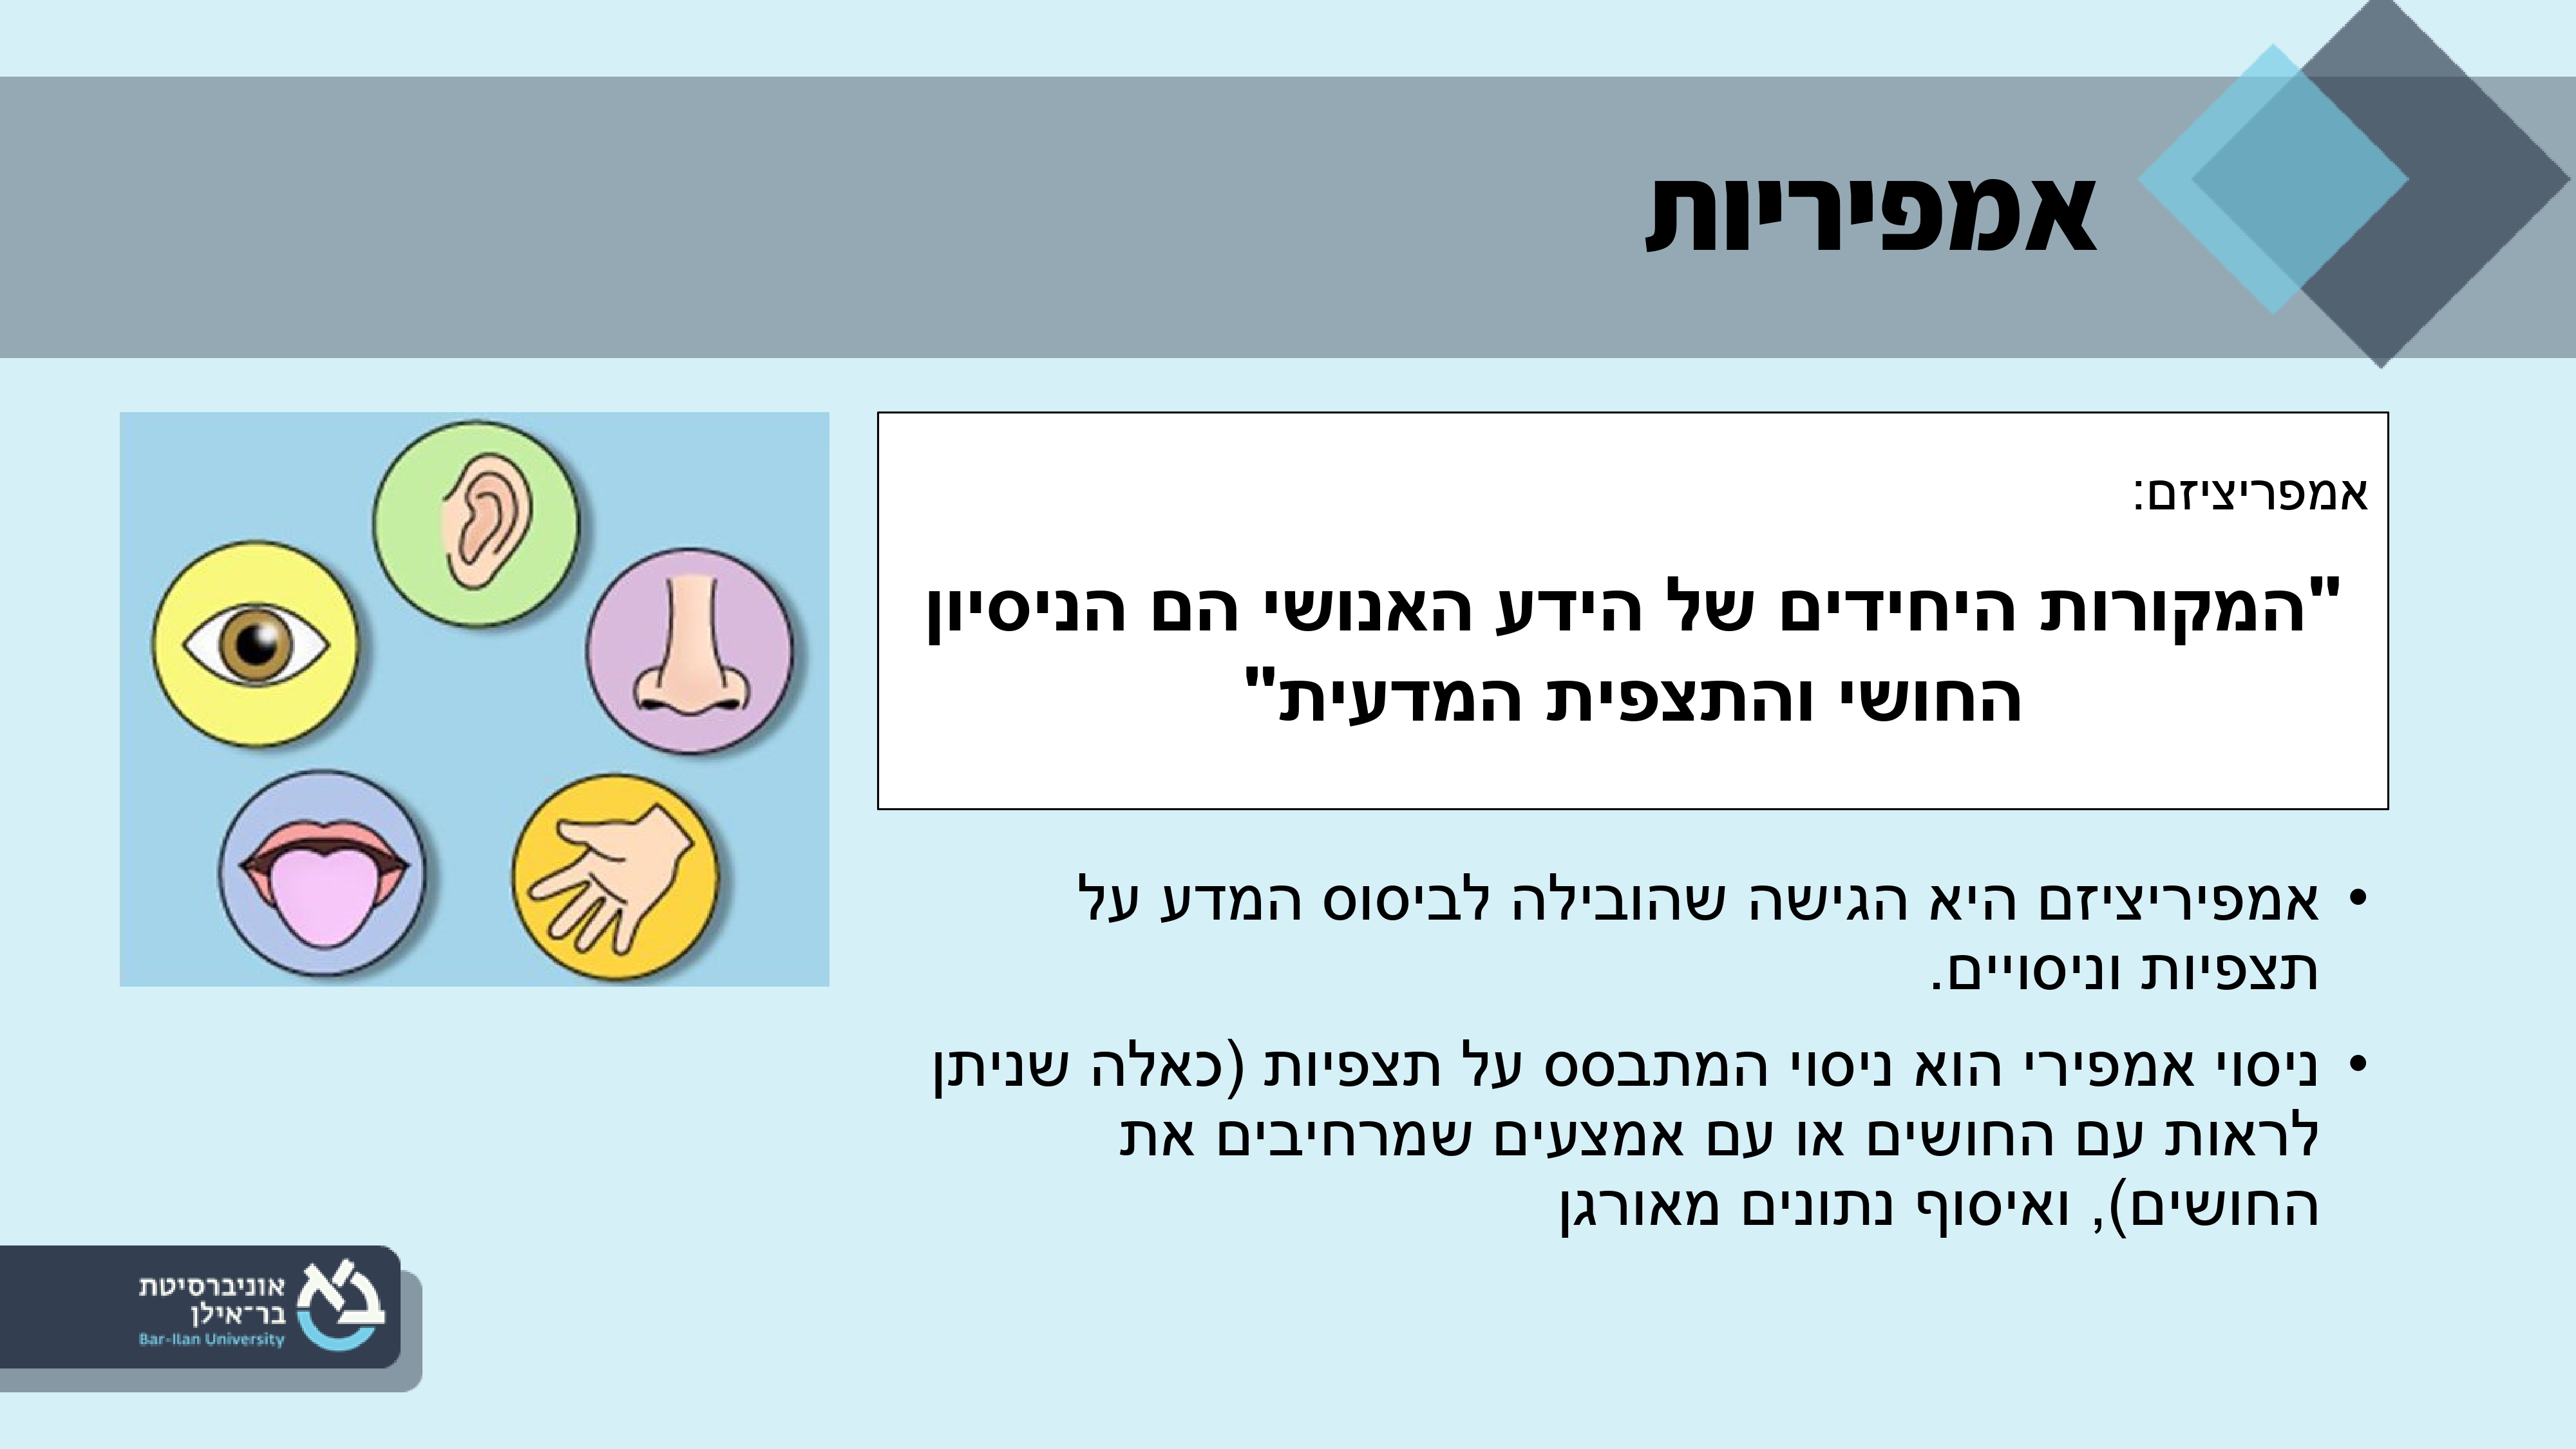 אמפיריות
אמפריציזם:
"המקורות היחידים של הידע האנושי הם הניסיון
החושי והתצפית המדעית"
• אמפיריציזם היא הגישה שהובילה לביסוס המדע על
תצפיות וניסויים.
• ניסוי אמפירי הוא ניסוי המתבסס על תצפיות (כאלה שניתן
לראות עם החושים או עם אמצעים שמרחיבים את
החושים), ואיסוף נתונים מאורגן
אוניברסיטת
בר-אילן
Bar-Ilan University